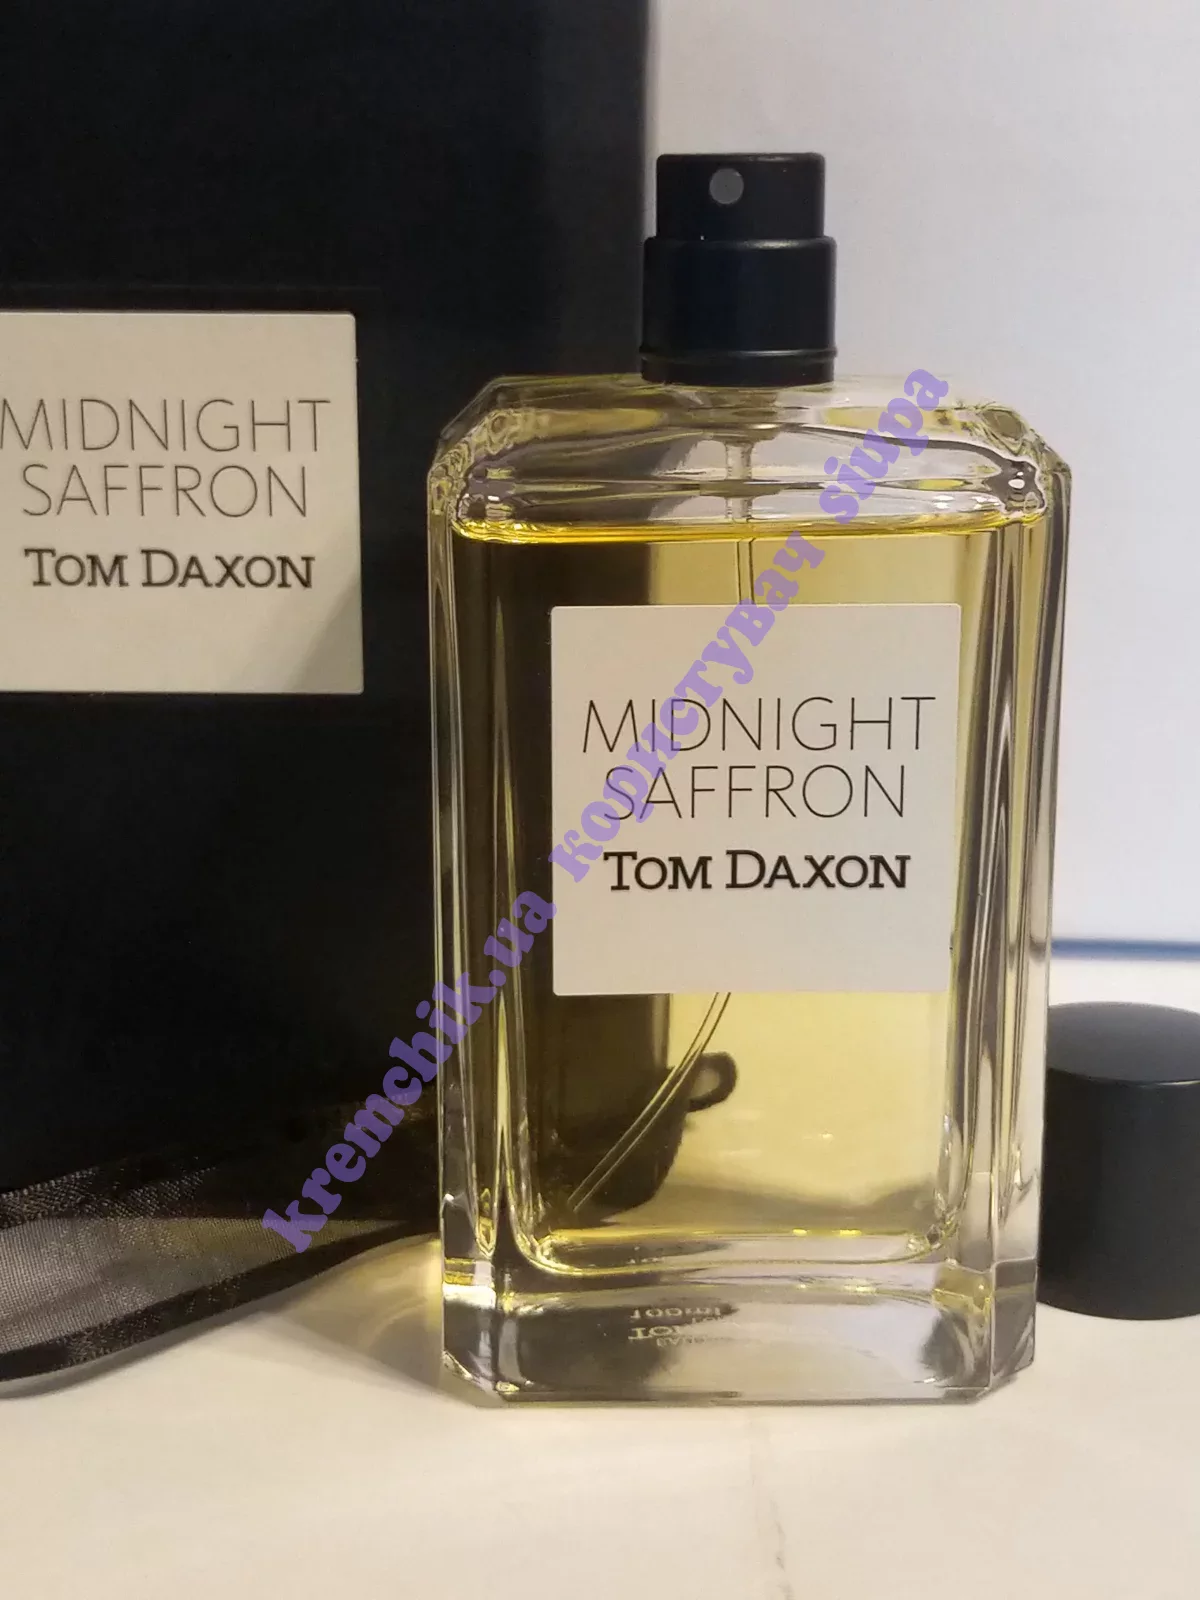 MIDNIGHT
SAFFRON
TOM DAXON
MIDNIGHT
SAFFRON
TOM DAXON
kremchik.ua користувач siupa
100ml